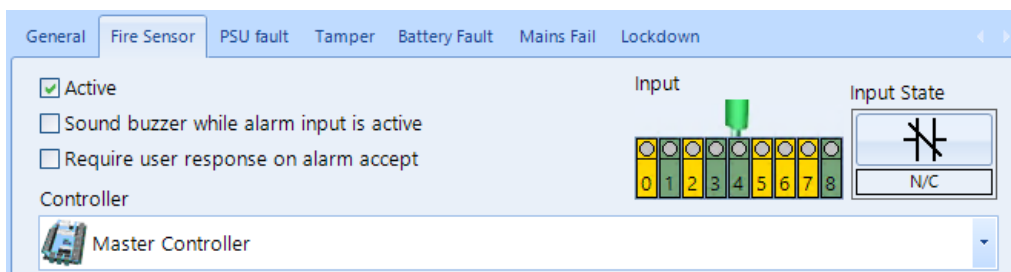 General Fire Sensor PSU fault Tamper Battery Fault Mains Fail Lockdown
Active
Input
Input State
Sound buzzer while alarm input is active
Require user response on alarm accept
0 1 2 3 4 5 6 7 8
N/C
Controller
Master Controller